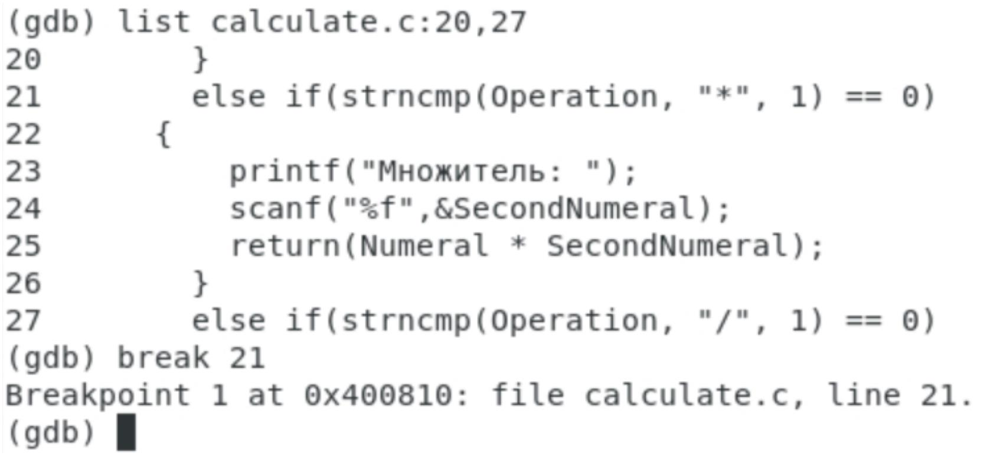 (gdb) list calculate.c:20,27
20        }
21        else if(strncmp(Operation, "*", 1) == 0)
22      {
23          printf("Множитель: ");
24          scanf("%f",&SecondNumeral);
25          return(Numeral * SecondNumeral);
26        }
27        else if(strncmp(Operation, "/", 1) == 0)
(gdb) break 21
Breakpoint 1 at 0x400810: file calculate.c, line 21.
(gdb)